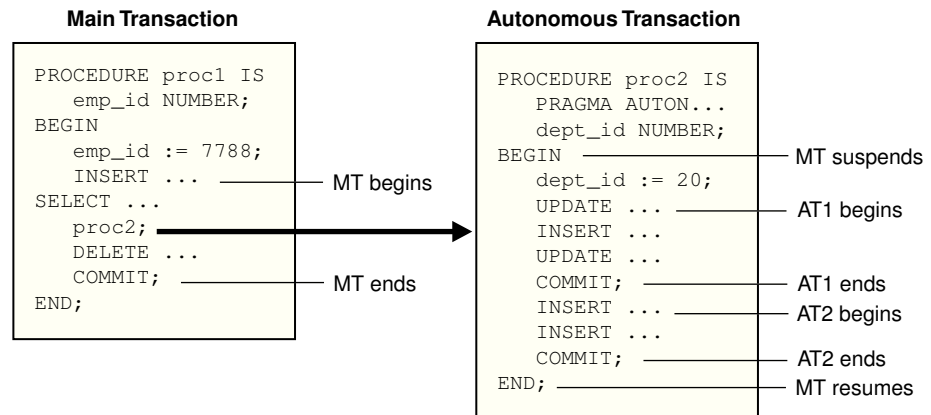 Main Transaction
PROCEDURE proc1 IS
emp_id NUMBER;
BEGIN
emp_id := 7788;
INSERT ...
MT begins
SELECT ...
proc2;
DELETE ...
COMMIT;
MT ends
END;
Autonomous Transaction
PROCEDURE proc2 IS
PRAGMA AUTON...
dept_id NUMBER;
BEGIN
MT suspends
dept_id := 20;
UPDATE ...
AT1 begins
INSERT ...
UPDATE ...
COMMIT;
AT1 ends
INSERT ...
AT2 begins
INSERT ...
COMMIT;
AT2 ends
END;
MT resumes